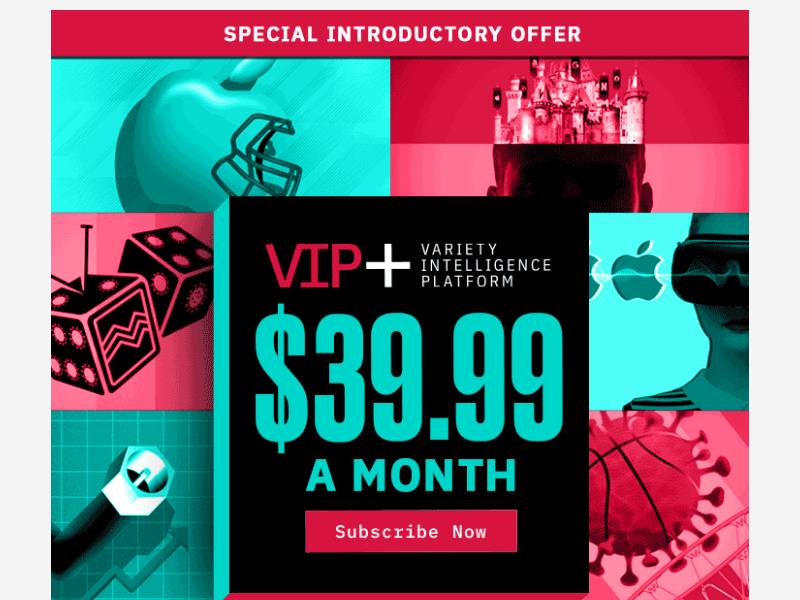 SPECIAL INTRODUCTORY OFFER
VIP+
VARIETY
INTELLIGENCE
PLATFORM
$39.99
A MONTH
Subscribe Now